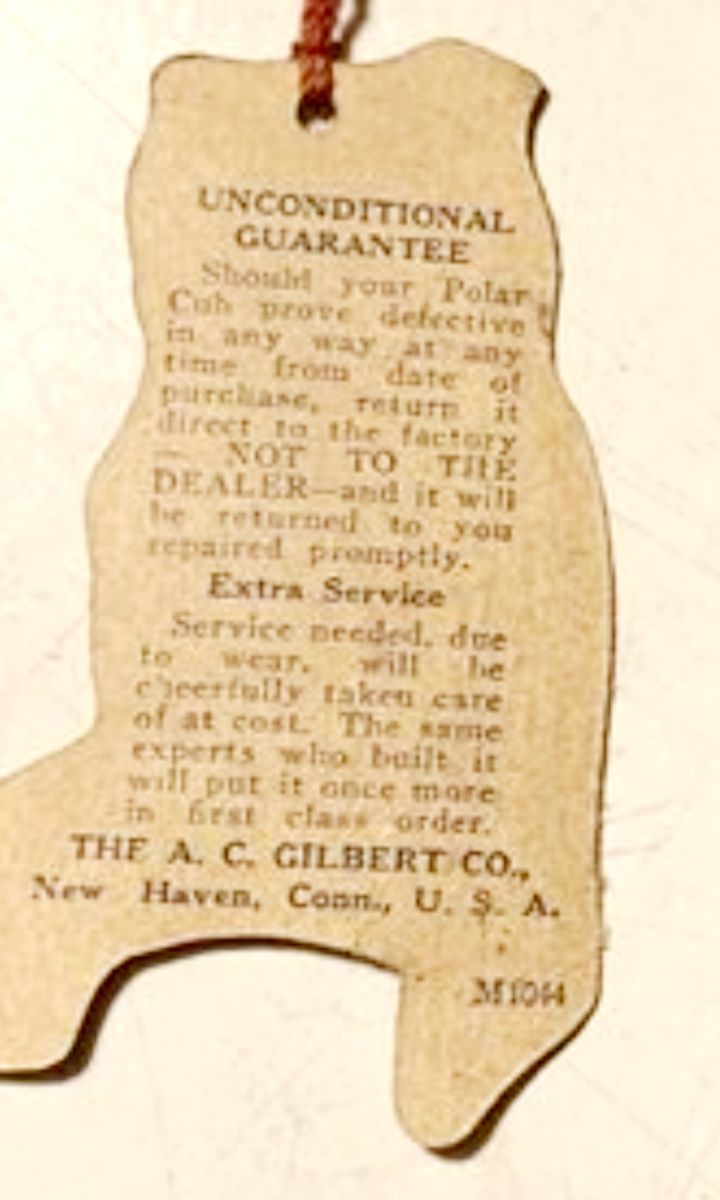 UNCONDITIONAL
GUARANTEE
Should your Polar
Cub prove defective
in any way at any
time from date of
purchase, return it
direct to the factory
— NOT TO THE
DEALER—and it will
be returned to you
repaired promptly.
Extra Service
Service needed, due
to wear, will be
cheerfully taken care
of at cost. The same
experts who built it
will put it once more
in first class order.
THE A. C. GILBERT CO.,
New Haven, Conn., U. S. A.
M1044